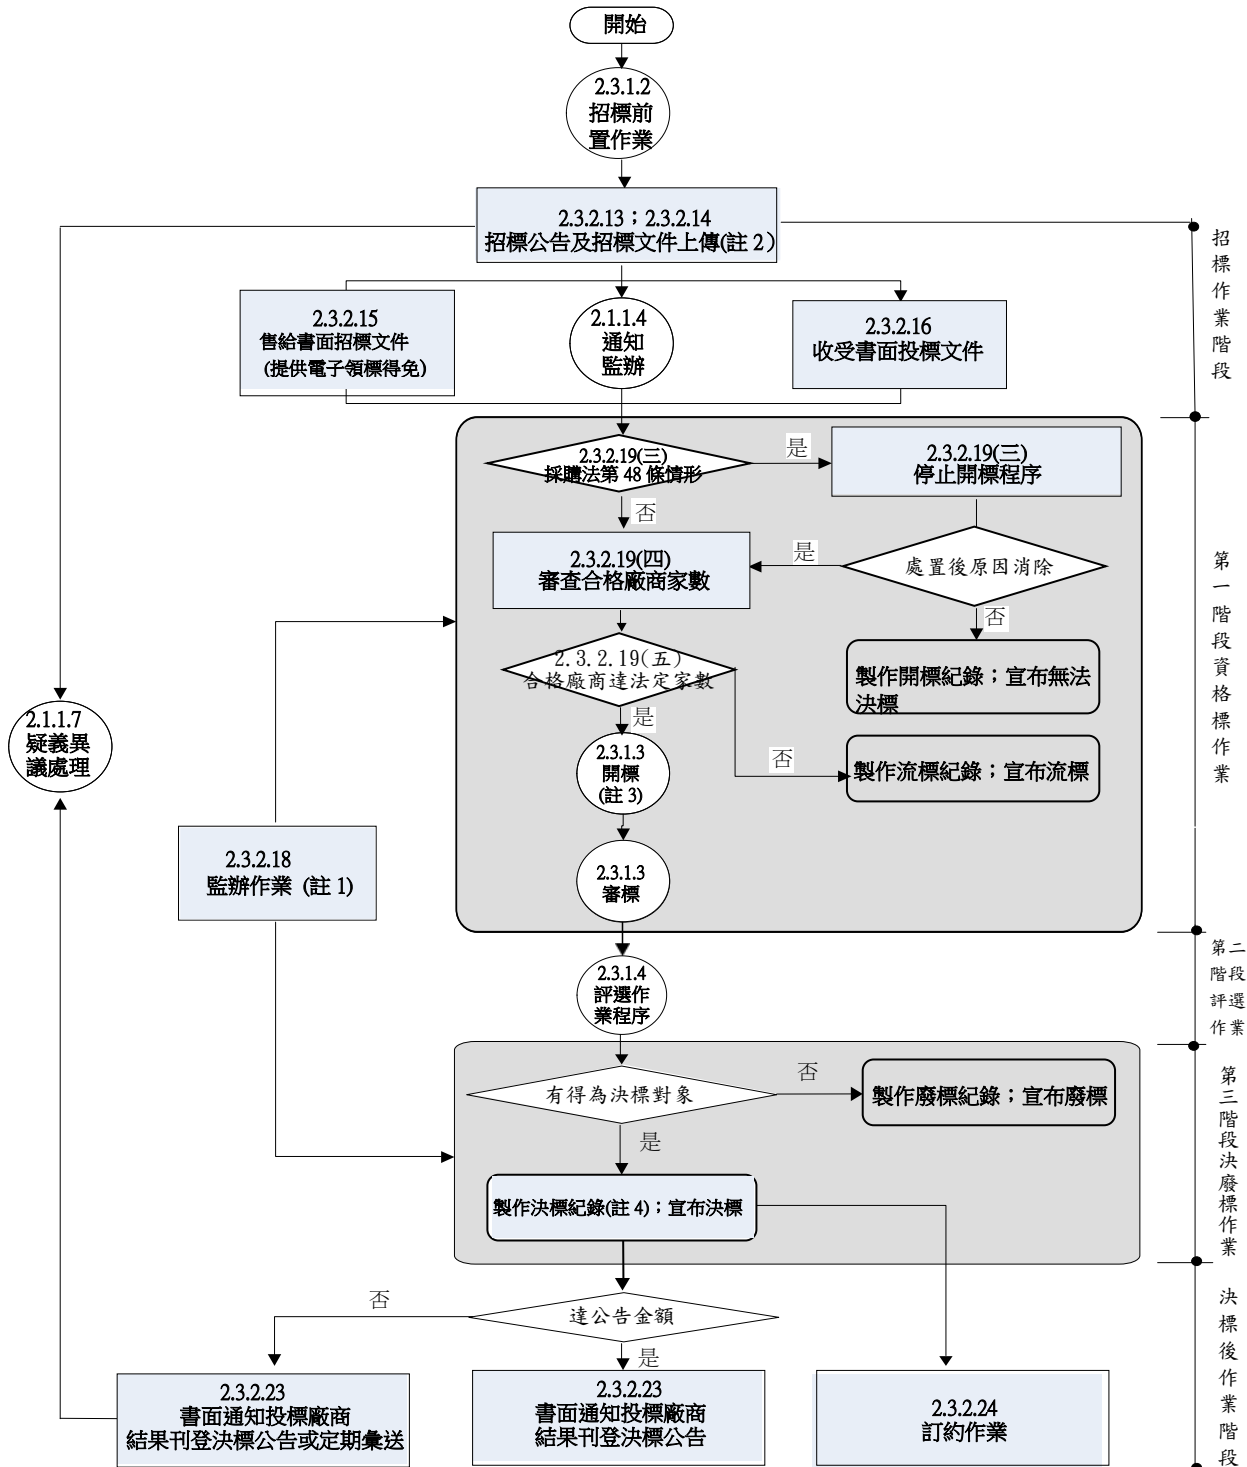 開始
2.3.1.2
招標前
置作業
2.3.2.13；2.3.2.14
招標公告及招標文件上傳(註 2)
招標作業階段
2.3.2.15
售給書面招標文件
(提供電子領標得免)
2.1.1.4
通知
監辦
2.3.2.16
收受書面投標文件
2.3.2.19(三)
採購法第 48 條情形
是
2.3.2.19(三)
停止開標程序
否
2.3.2.19(四)
審查合格廠商家數
是
處置後原因消除
否
第一階段資格標作業
2.3.2.19(五)
合格廠商達法定家數
製作開標紀錄；宣布無法
決標
是
2.1.1.7
疑義異
議處理
2.3.1.3
開標
(註 3)
否
製作流標紀錄；宣布流標
2.3.2.18
監辦作業 (註 1)
2.3.1.3
審標
第二
階段
評選
作業
2.3.1.4
評選作
業程序
有得為決標對象
否
製作廢標紀錄；宣布廢標
第三階段決廢標作業
是
製作決標紀錄(註 4)；宣布決標
達公告金額
否
是
決標後作業階段
2.3.2.23
書面通知投標廠商
結果刊登決標公告或定期彙送
2.3.2.23
書面通知投標廠商
結果刊登決標公告
2.3.2.24
訂約作業